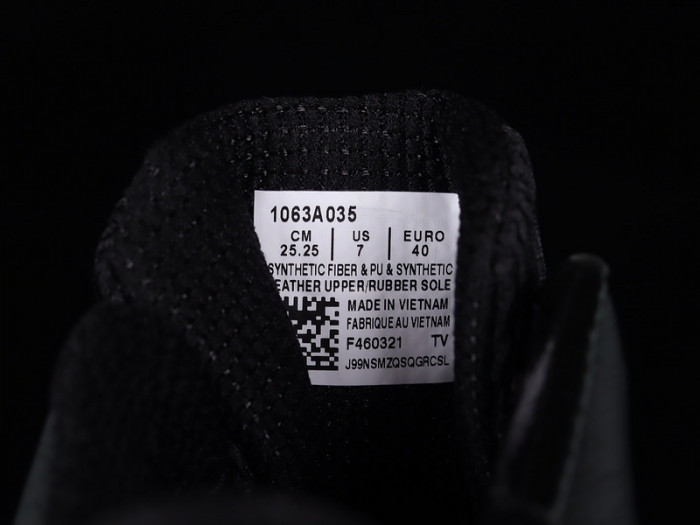 1063A035
CM | US | EURO
25.25 | 7 | 40
SYNTHETIC FIBER & PU & SYNTHETIC
EATHER UPPER/RUBBER SOLE
MADE IN VIETNAM
FABRIQUE AU VIETNAM
F460321 TV
J99NSMZQSQGRCSL